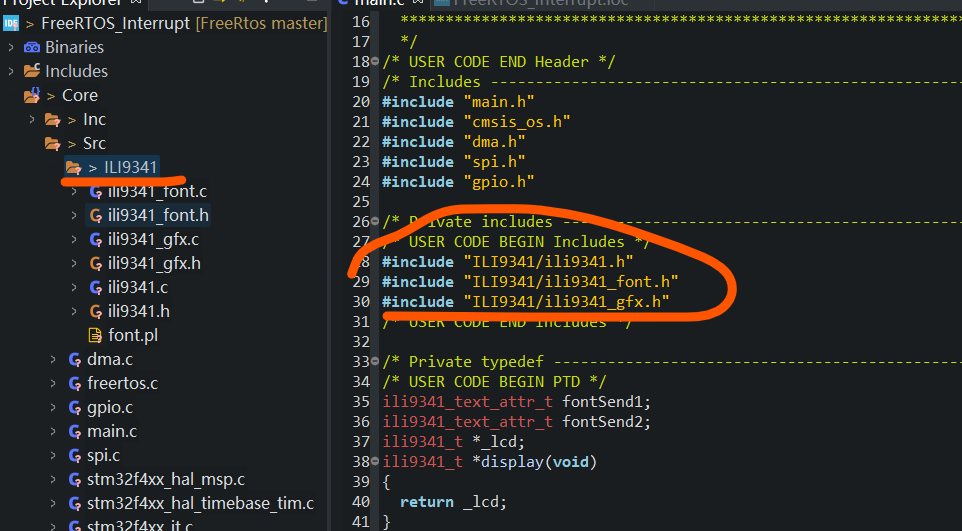 Project Explorer
FreeRTOS_Interrupt [FreeRtos master]
> Binaries
> Includes
> Core
> > Inc
> Src
> ILI9341
> ili9341_font.c
> ili9341_font.h
> ili9341_gfx.c
> ili9341_gfx.h
> ili9341.c
> ili9341.h
font.pl
> dma.c
> freertos.c
> gpio.c
> main.c
> spi.c
> stm32f4xx_hal_msp.c
> stm32f4xx_hal_timebase_tim.c
> stm32f4xx_it.c
main.c FreeRTOS_Interrupt.ioc
16 ******************************************************************
17 */
18 /* USER CODE END Header */
19 /* Includes ------------------------------------------------------
20 #include "main.h"
21 #include "cmsis_os.h"
22 #include "dma.h"
23 #include "spi.h"
24 #include "gpio.h"
25
26 /* Private includes ----------------------------------------------
27 /* USER CODE BEGIN Includes */
28 #include "ILI9341/ili9341.h"
29 #include "ILI9341/ili9341_font.h"
30 #include "ILI9341/ili9341_gfx.h"
31 /* USER CODE END Includes */
32
33 /* Private typedef -----------------------------------------------
34 /* USER CODE BEGIN PTD */
35 ili9341_text_attr_t fontSend1;
36 ili9341_text_attr_t fontSend2;
37 ili9341_t *_lcd;
38 ili9341_t *display(void)
39 {
40 return _lcd;
41 }